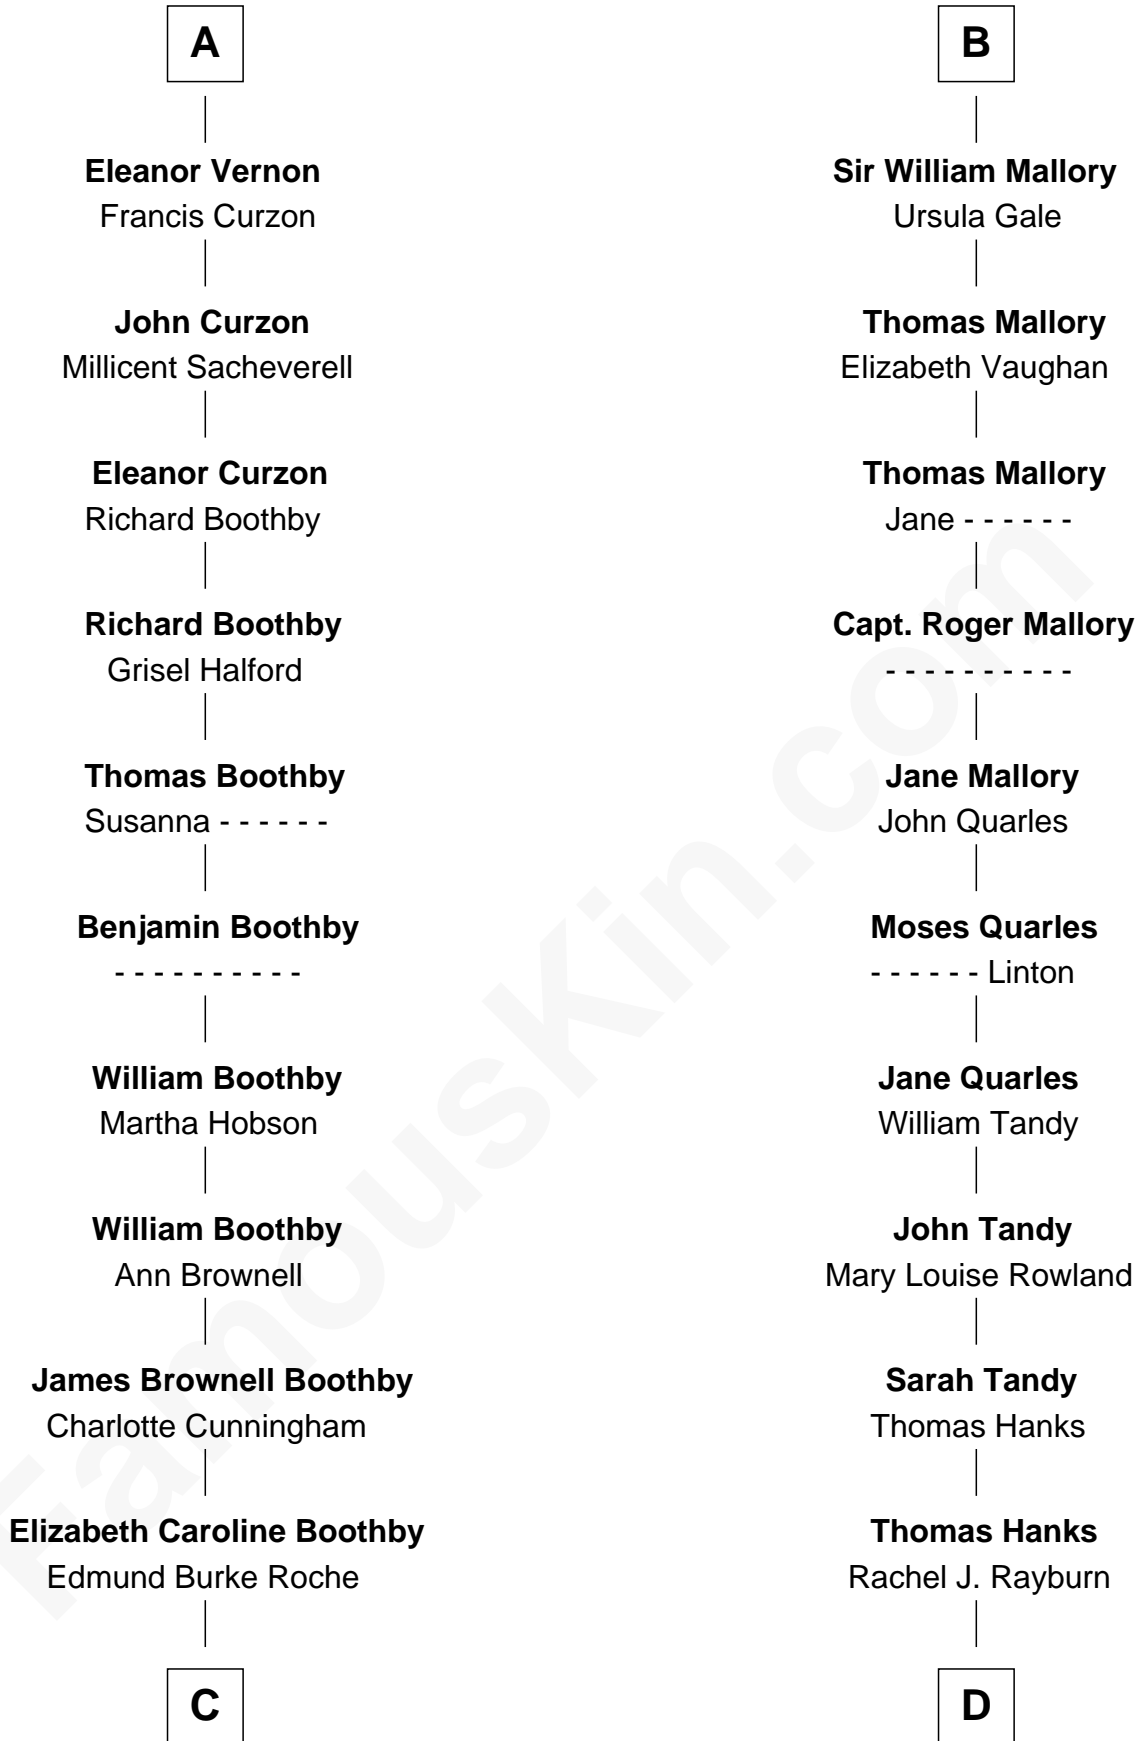 A
Eleanor Vernon
Francis Curzon
John Curzon
Millicent Sacheverell
Eleanor Curzon
Richard Boothby
Richard Boothby
Grisel Halford
Thomas Boothby
Susanna - - - - - -
Benjamin Boothby
- - - - - - - - - -
William Boothby
Martha Hobson
William Boothby
Ann Brownell
James Brownell Boothby
Charlotte Cunningham
Elizabeth Caroline Boothby
Edmund Burke Roche
C
B
Sir William Mallory
Ursula Gale
Thomas Mallory
Elizabeth Vaughan
Thomas Mallory
Jane - - - - - -
Capt. Roger Mallory
- - - - - - - - - -
Jane Mallory
John Quarles
Moses Quarles
- - - - - - Linton
Jane Quarles
William Tandy
John Tandy
Mary Louise Rowland
Sarah Tandy
Thomas Hanks
Thomas Hanks
Rachel J. Rayburn
D
FamousKin.com